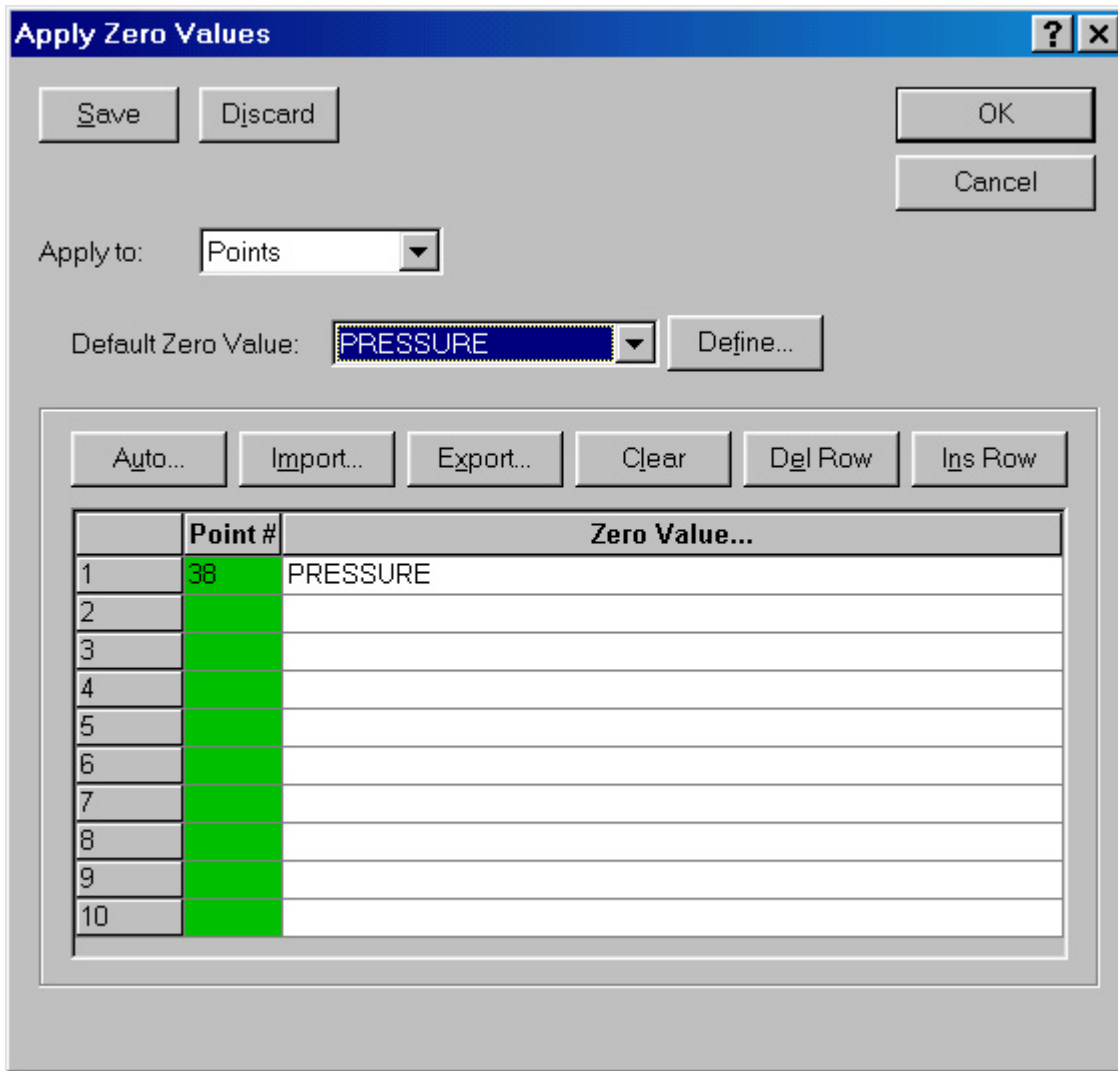 Apply Zero Values
Save Discard OK
Cancel
Apply to: Points
Default Zero Value: PRESSURE Define...
Auto... Import... Export... Clear Del Row Ins Row
Point # Zero Value...
1 38 PRESSURE
2
3
4
5
6
7
8
9
10